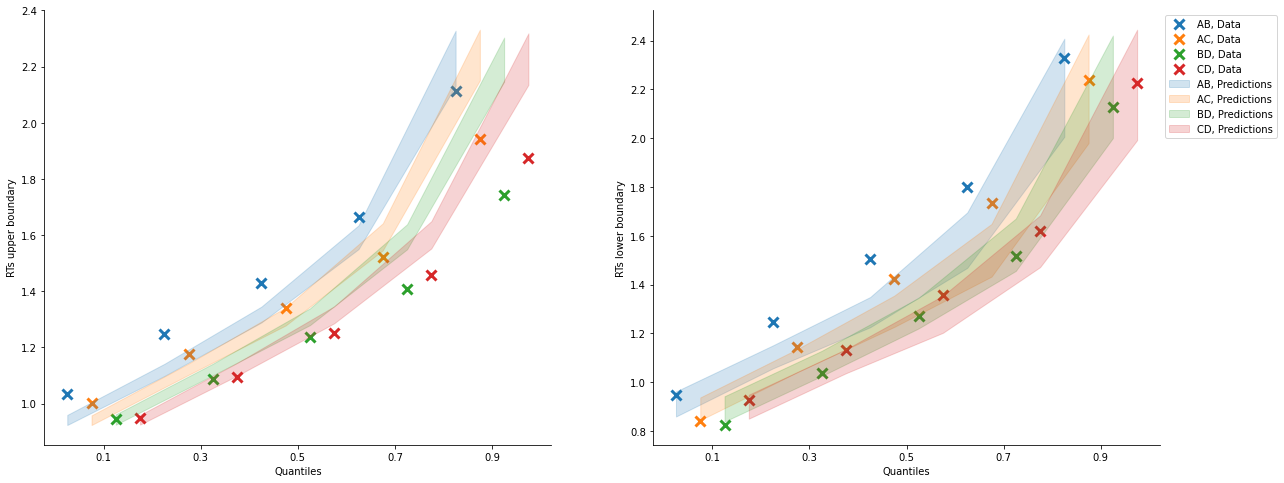 2.4
2.2
2.0
1.8
1.6
1.4
1.2
1.0
RTs upper boundary
0.1 0.3 0.5 0.7 0.9
Quantiles
2.4
2.2
2.0
1.8
1.6
1.4
1.2
1.0
0.8
RTs lower boundary
0.1 0.3 0.5 0.7 0.9
Quantiles
AB, Data
AC, Data
BD, Data
CD, Data
AB, Predictions
AC, Predictions
BD, Predictions
CD, Predictions